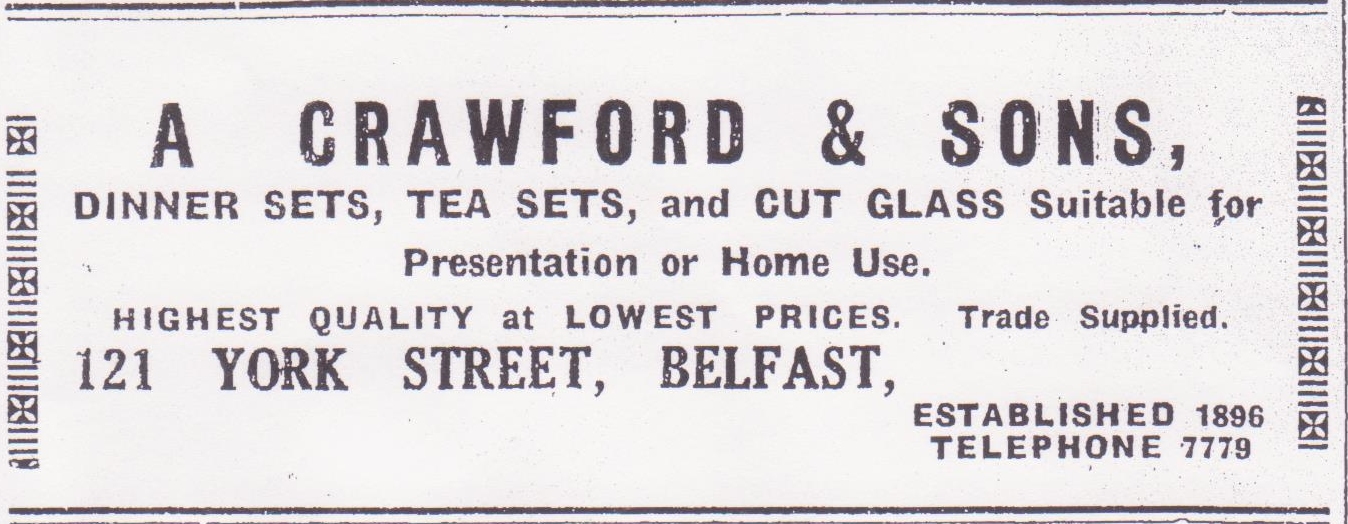 A CRAWFORD & SONS,
DINNER SETS, TEA SETS, and CUT GLASS Suitable for
Presentation or Home Use.
HIGHEST QUALITY at LOWEST PRICES. Trade Supplied.
121 YORK STREET, BELFAST,
ESTABLISHED 1896
TELEPHONE 7779